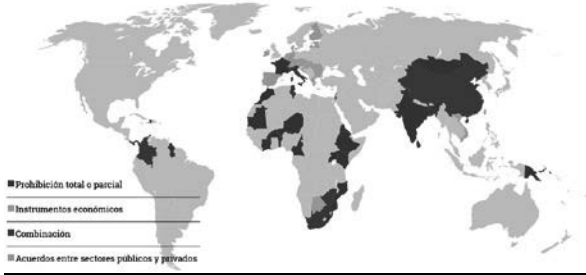 Prohibición total o parcial
Instrumentos económicos
Combinación
Acuerdos entre sectores públicos y privados